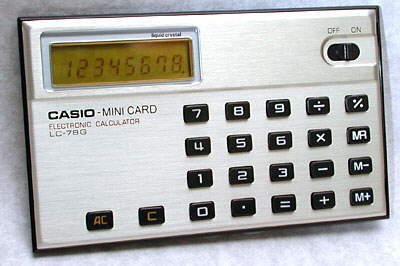 liquid crystal
OFF ON
12345678.
CASIO - MINI CARD
ELECTRONIC CALCULATOR
LC-78G
7 8 9 ÷ %
4 5 6 × MR
1 2 3 − M−
AC C 0 · = + M+